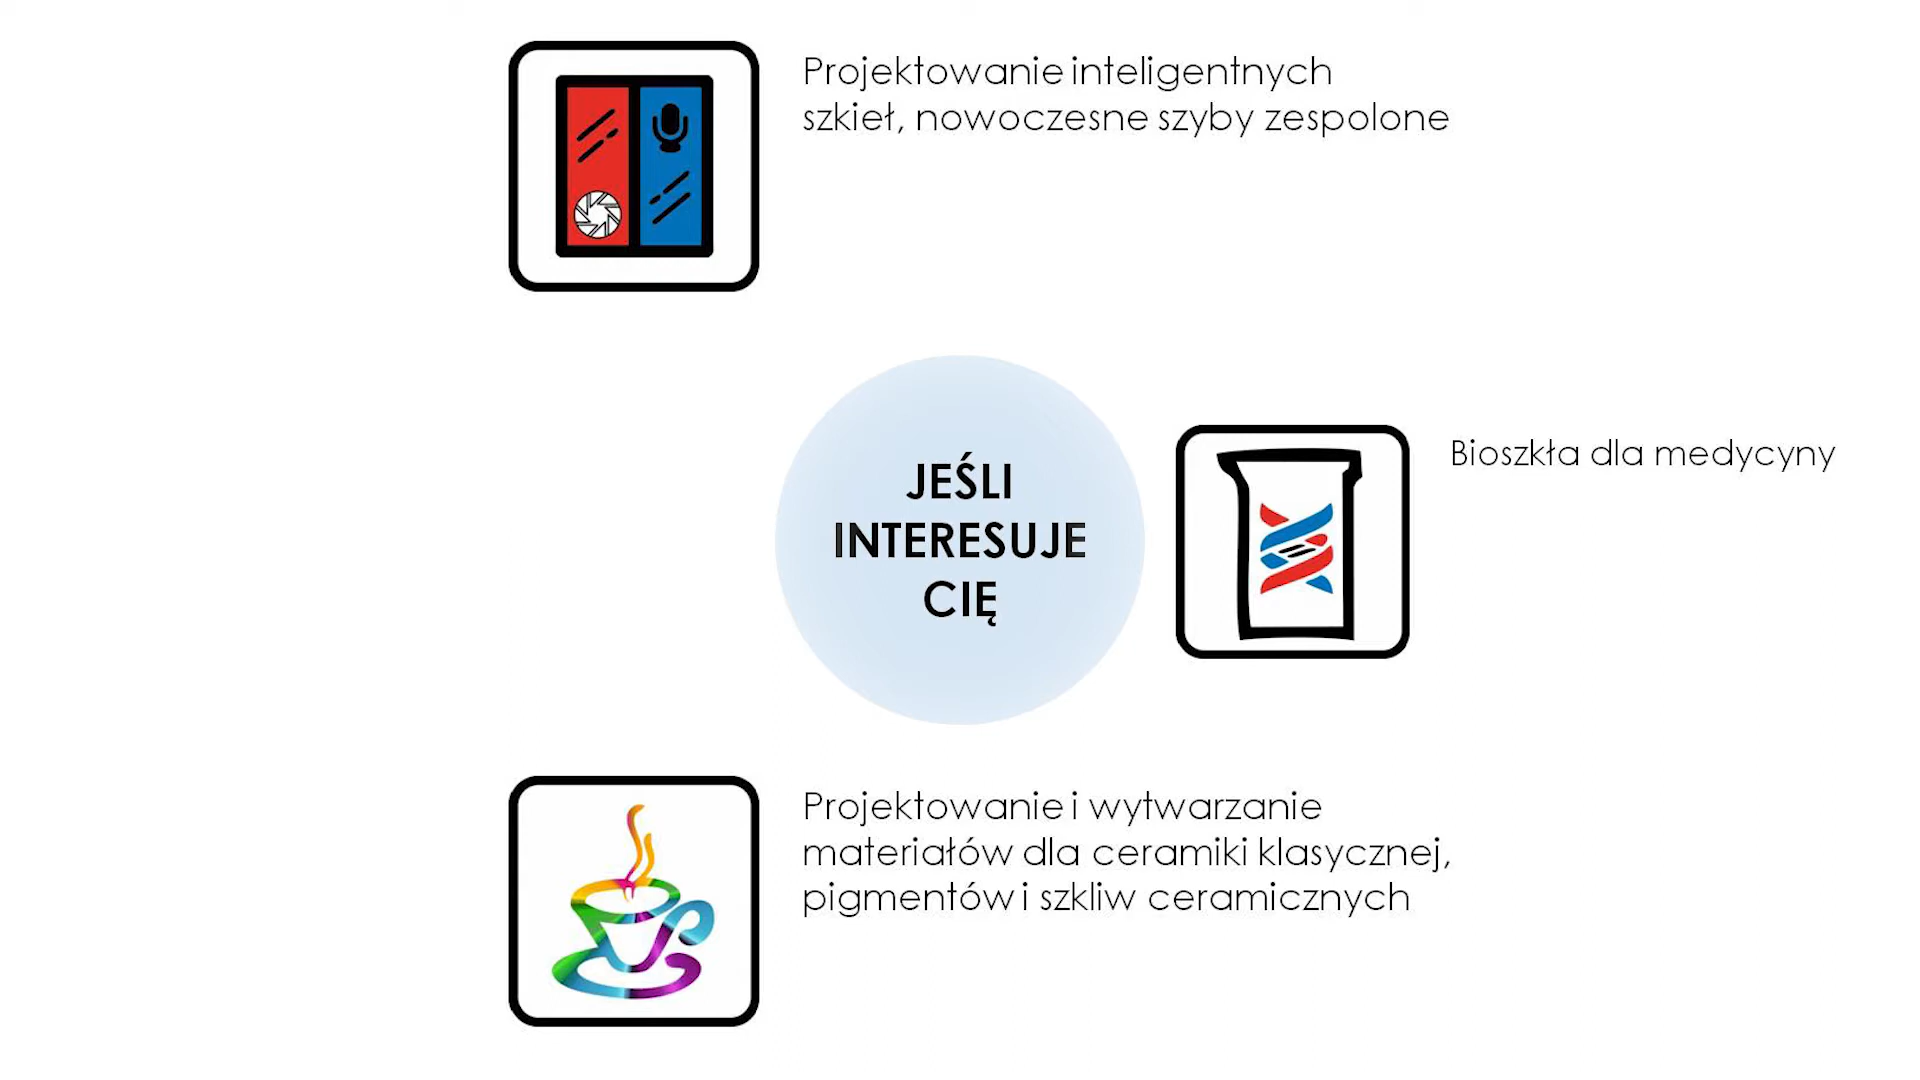 Projektowanie inteligentnych
szkieł, nowoczesne szyby zespolone
JEŚLI
INTERESUJE
CIĘ
Bioszkła dla medycyny
Projektowanie i wytwarzanie
materiałów dla ceramiki klasycznej,
pigmentów i szkliw ceramicznych